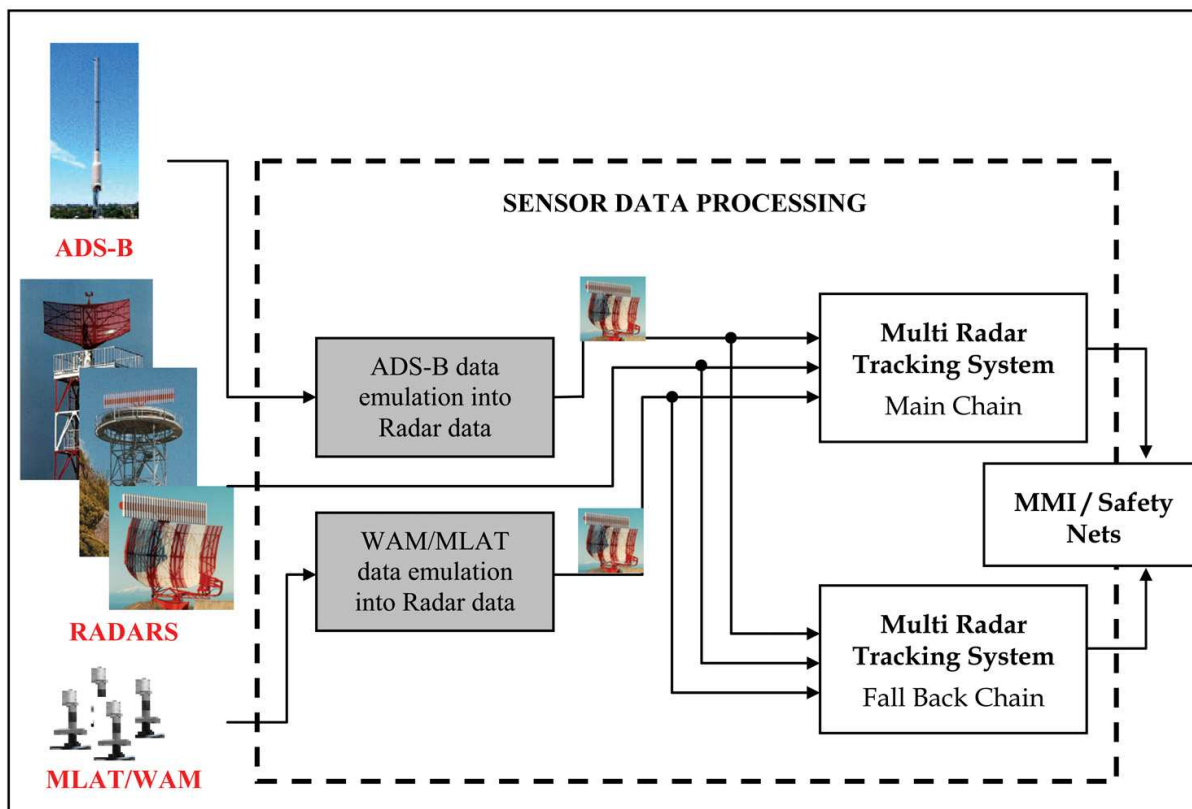 SENSOR DATA PROCESSING
ADS-B
ADS-B data
emulation into
Radar data
Multi Radar
Tracking System
Main Chain
MMI / Safety
Nets
WAM/MLAT
data emulation
into Radar data
RADARS
Multi Radar
Tracking System
Fall Back Chain
MLAT/WAM